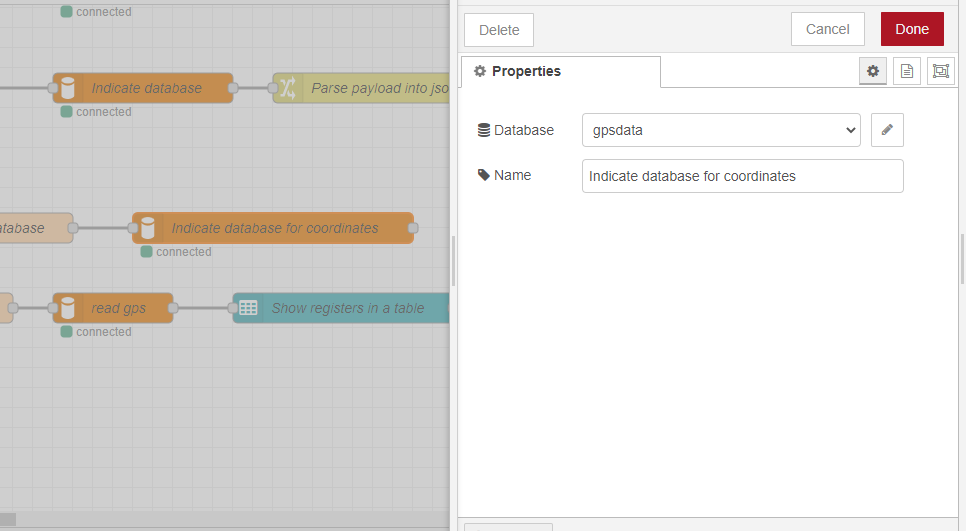 connected
Indicate database
Parse payload into jso
connected
atabase
Indicate database for coordinates
connected
read gps
Show registers in a table
connected
Delete
Cancel
Done
Properties
Database
gpsdata
Name
Indicate database for coordinates